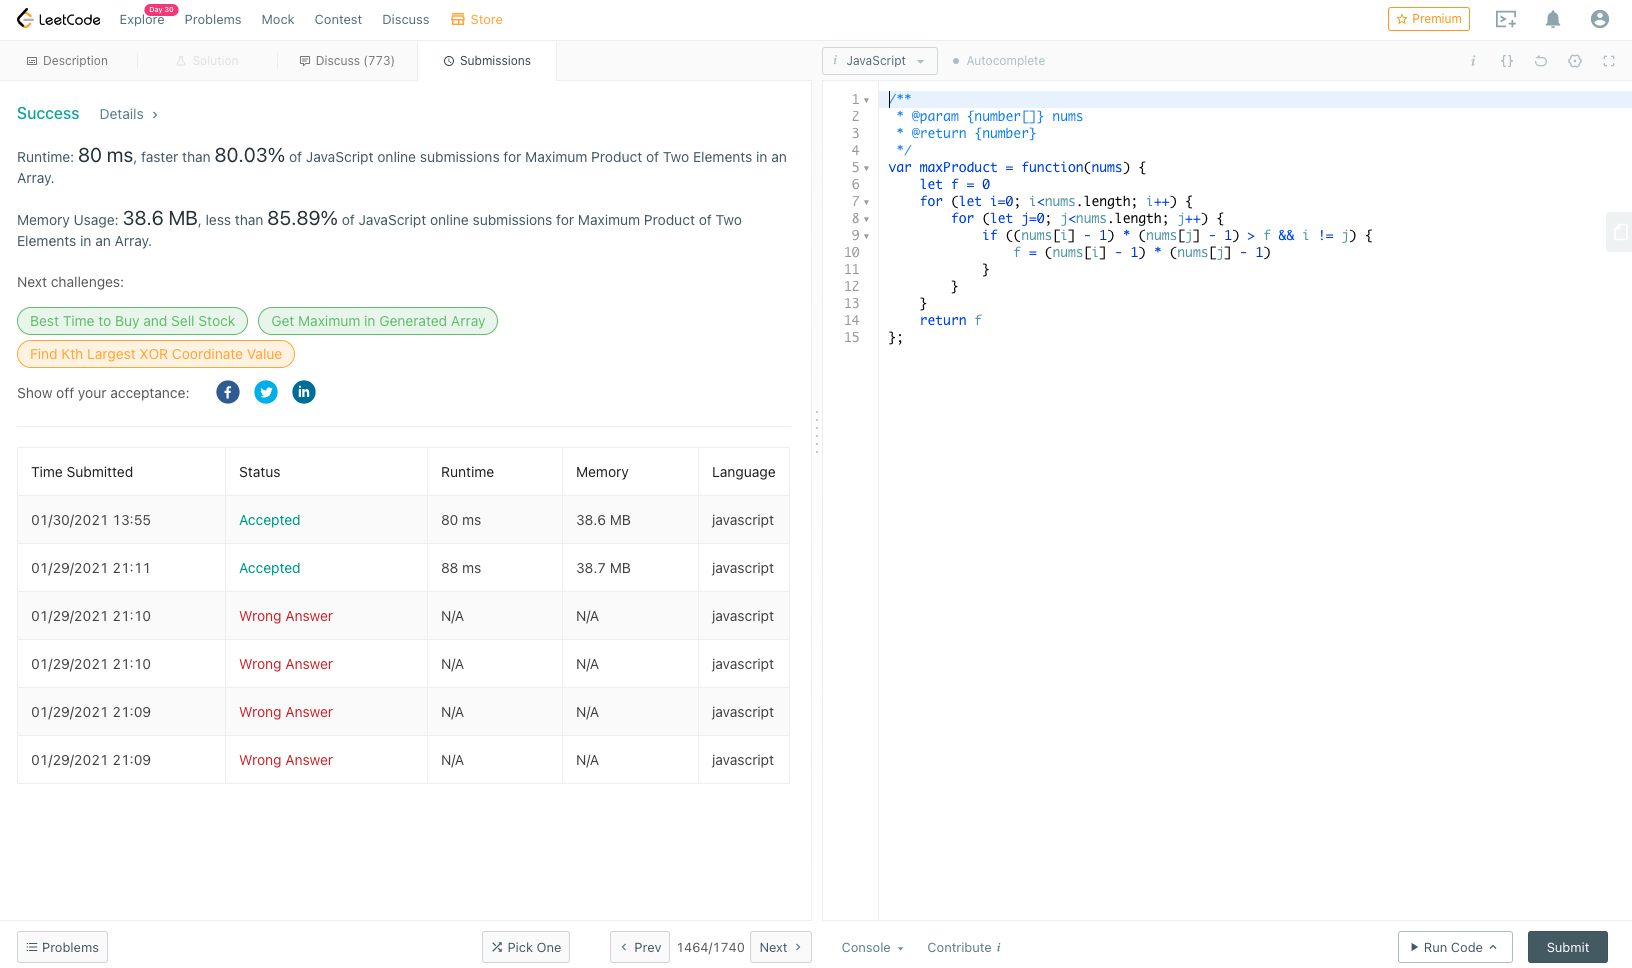 LeetCode
Explore
Day 30
Problems
Mock
Contest
Discuss
Store
Premium
Description
Solution
Discuss (773)
Submissions
i JavaScript
Autocomplete
i
{}
Success
Details
Runtime: 80 ms, faster than 80.03% of JavaScript online submissions for Maximum Product of Two Elements in an
Array.
Memory Usage: 38.6 MB, less than 85.89% of JavaScript online submissions for Maximum Product of Two
Elements in an Array.
Next challenges:
Best Time to Buy and Sell Stock
Get Maximum in Generated Array
Find Kth Largest XOR Coordinate Value
Show off your acceptance:
Time Submitted Status Runtime Memory Language
01/30/2021 13:55 Accepted 80 ms 38.6 MB javascript
01/29/2021 21:11 Accepted 88 ms 38.7 MB javascript
01/29/2021 21:10 Wrong Answer N/A N/A javascript
01/29/2021 21:10 Wrong Answer N/A N/A javascript
01/29/2021 21:09 Wrong Answer N/A N/A javascript
01/29/2021 21:09 Wrong Answer N/A N/A javascript
1 /**
2 * @param {number[]} nums
3 * @return {number}
4 */
5 var maxProduct = function(nums) {
6 let f = 0
7 for (let i=0; i<nums.length; i++) {
8 for (let j=0; j<nums.length; j++) {
9 if ((nums[i] - 1) * (nums[j] - 1) > f && i != j) {
10 f = (nums[i] - 1) * (nums[j] - 1)
11 }
12 }
13 }
14 return f
15 };
Problems
Pick One
Prev
1464/1740
Next
Console
Contribute i
Run Code
Submit